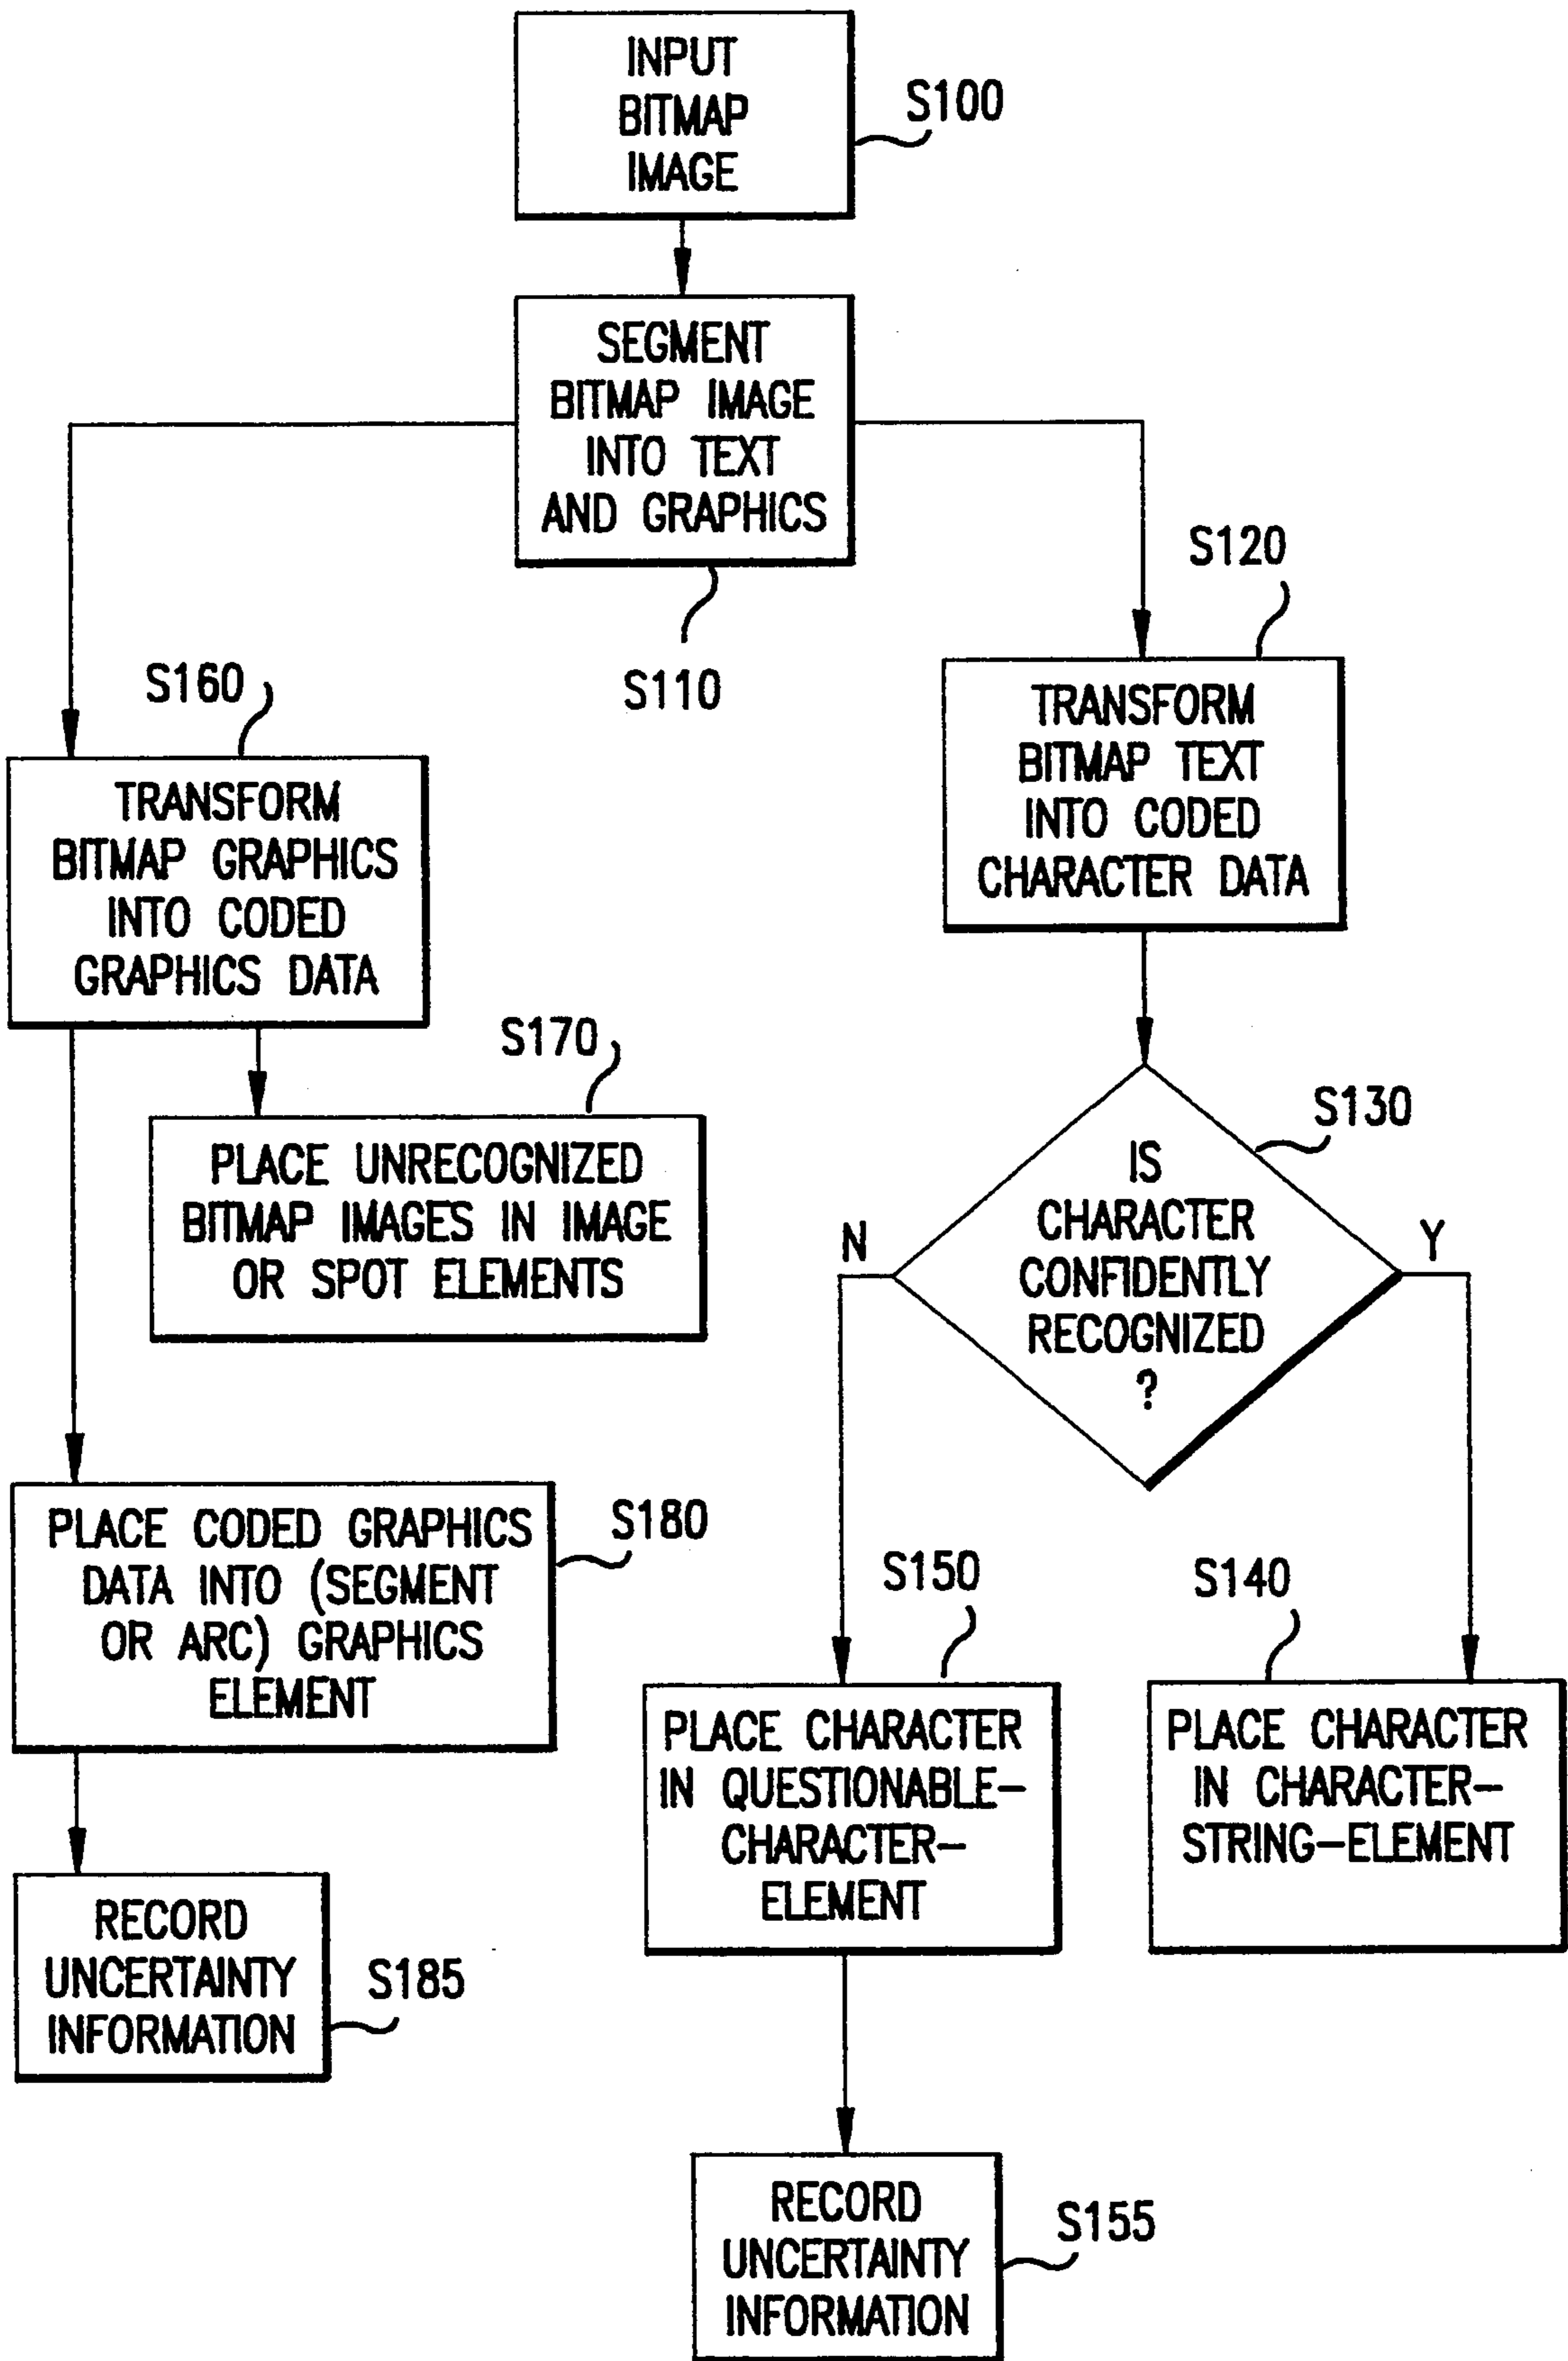 INPUT
BITMAP
IMAGE
S100
SEGMENT
BITMAP IMAGE
INTO TEXT
AND GRAPHICS
S110
S120
TRANSFORM
BITMAP TEXT
INTO CODED
CHARACTER DATA
S160
TRANSFORM
BITMAP GRAPHICS
INTO CODED
GRAPHICS DATA
S170
PLACE UNRECOGNIZED
BITMAP IMAGES IN IMAGE
OR SPOT ELEMENTS
S130
IS
CHARACTER
CONFIDENTLY
RECOGNIZED
?
N
Y
PLACE CODED GRAPHICS
DATA INTO (SEGMENT
OR ARC) GRAPHICS
ELEMENT
S180
S150
PLACE CHARACTER
IN QUESTIONABLE-
CHARACTER-
ELEMENT
S140
PLACE CHARACTER
IN CHARACTER-
STRING-ELEMENT
RECORD
UNCERTAINTY
INFORMATION
S185
RECORD
UNCERTAINTY
INFORMATION
S155